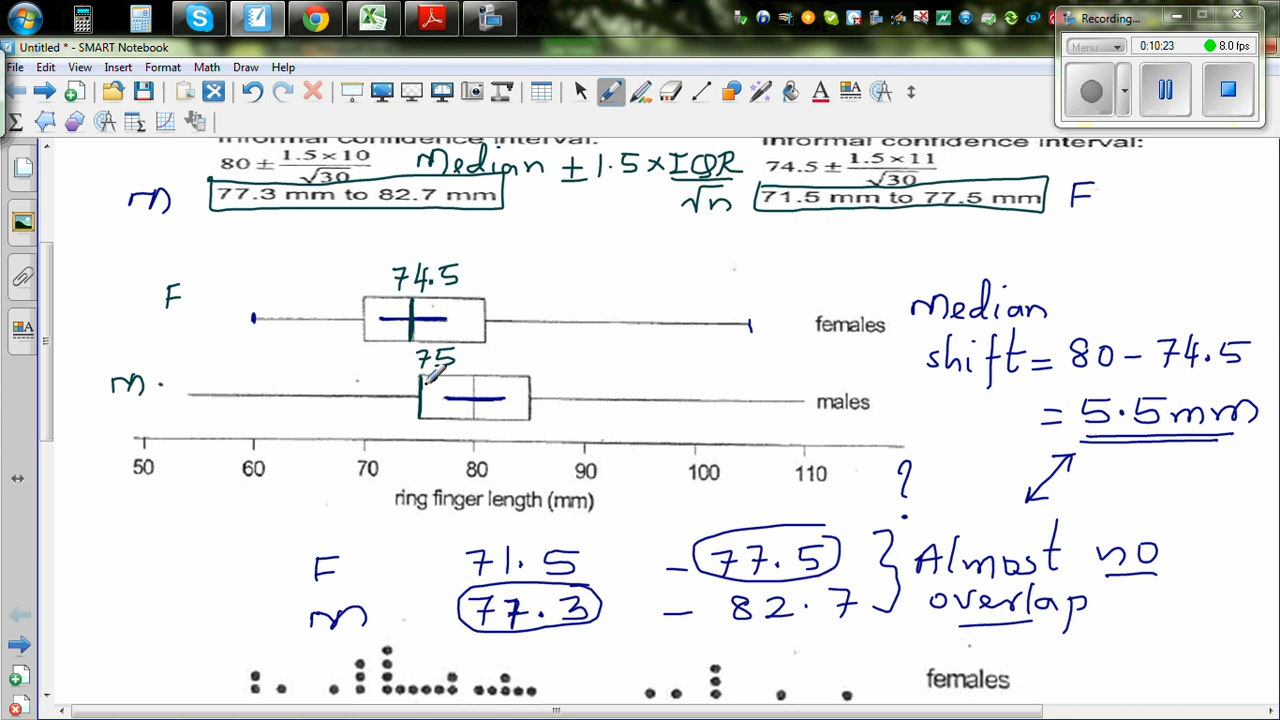 Recording...
Untitled * - SMART Notebook
Menu
0:10:23
8.0 fps
File Edit View Insert Format Math Draw Help
Informal confidence interval:
Informal confidence interval:
80 ± 1.5 × 10
√30
Median ± 1.5 × IQR
√n
74.5 ± 1.5 × 11
√30
m
77.3 mm to 82.7 mm
71.5 mm to 77.5 mm
F
74.5
F
females
Median
shift = 80 - 74.5
75
m
males
= 5.5mm
50 60 70 80 90 100 110
ring finger length (mm)
?
F 71.5 - 77.5
Almost no
m 77.3 - 82.7
overlap
females